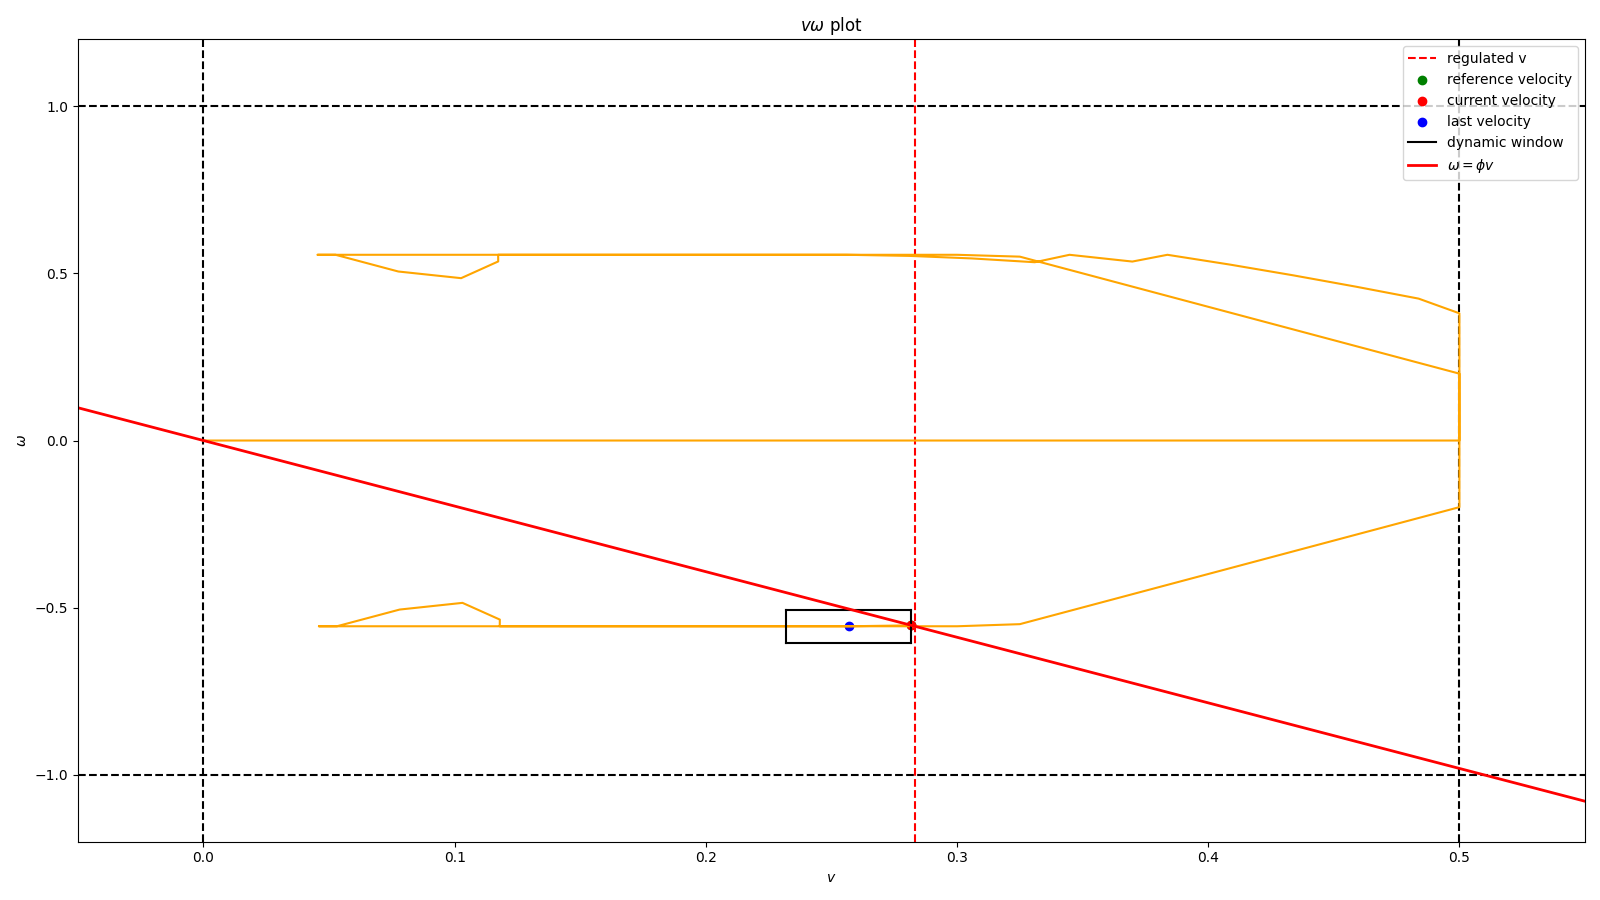 vω plot
regulated v
reference velocity
current velocity
last velocity
dynamic window
ω = ϕv
1.0
0.5
0.0
−0.5
−1.0
ω
0.0 0.1 0.2 0.3 0.4 0.5
v